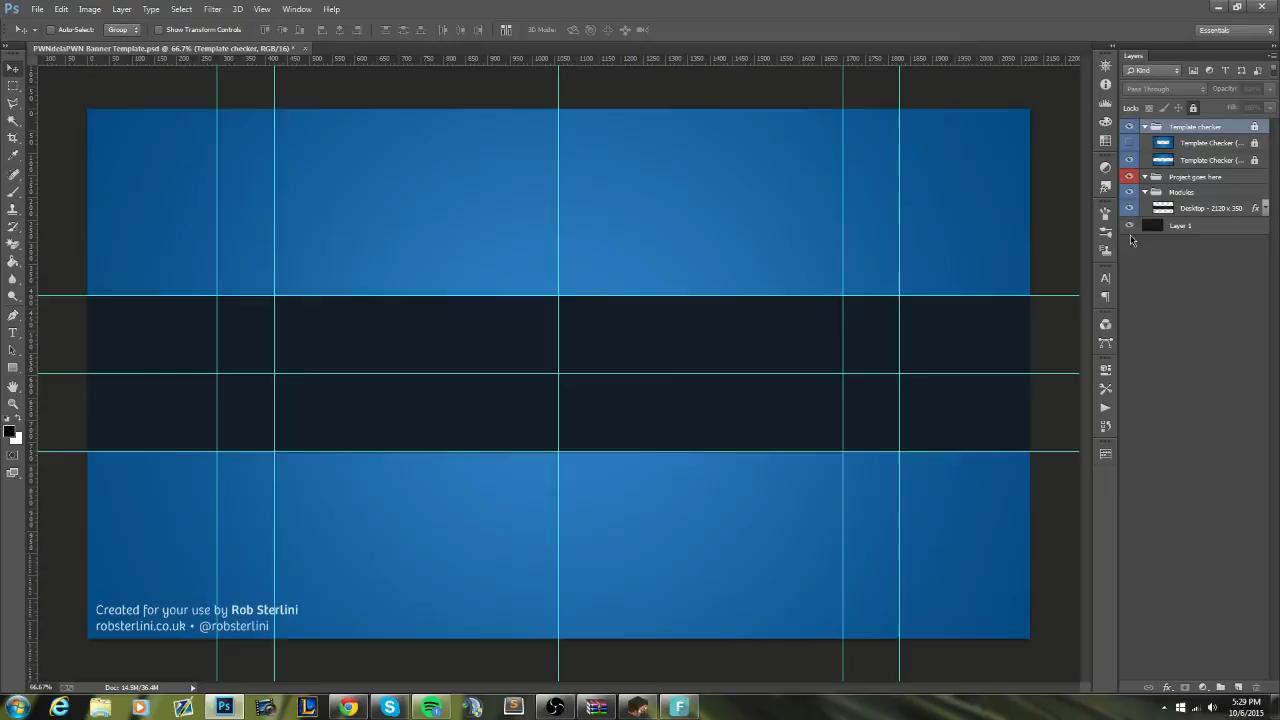 Ps File Edit Image Layer Type Select Filter 3D View Window Help
Auto-Select: Group Show Transform Controls 3D Mode: Essentials
PWNdelaPWN Banner Template.psd @ 66.7% (Template checker, RGB/16) * ×
Layers
Kind
Pass Through Opacity:
Lock: Fill:
Template checker
Template Checker (...
Template Checker (...
Project goes here
Modules
Desktop - 2120 x 350 fx
Layer 1
Created for your use by Rob Sterlini
robsterlini.co.uk • @robsterlini
66.67% Doc: 14.5M/36.4M
5:29 PM
10/6/2015